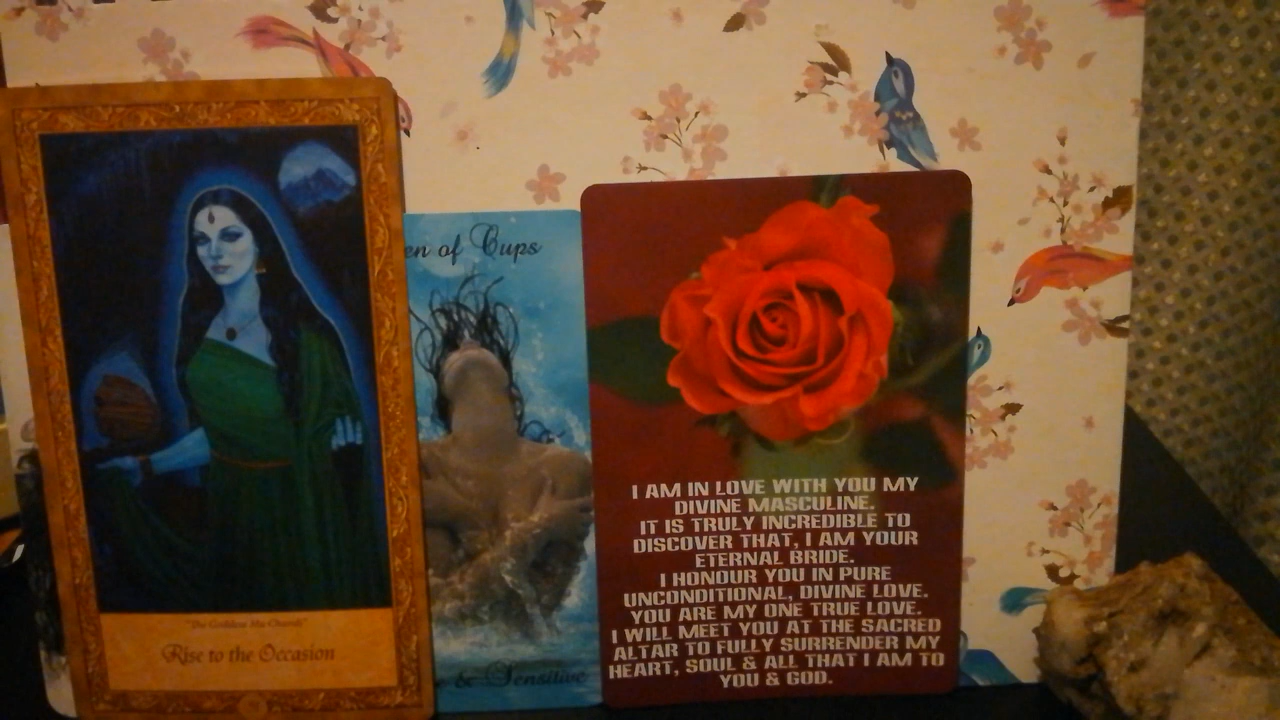 "The Goddess Ma Chandi"
Rise to the Occasion
en of Cups
& Sensitive
I AM IN LOVE WITH YOU MY
DIVINE MASCULINE.
IT IS TRULY INCREDIBLE TO
DISCOVER THAT, I AM YOUR
ETERNAL BRIDE.
I HONOUR YOU IN PURE
UNCONDITIONAL, DIVINE LOVE.
YOU ARE MY ONE TRUE LOVE.
I WILL MEET YOU AT THE SACRED
ALTAR TO FULLY SURRENDER MY
HEART, SOUL & ALL THAT I AM TO
YOU & GOD.